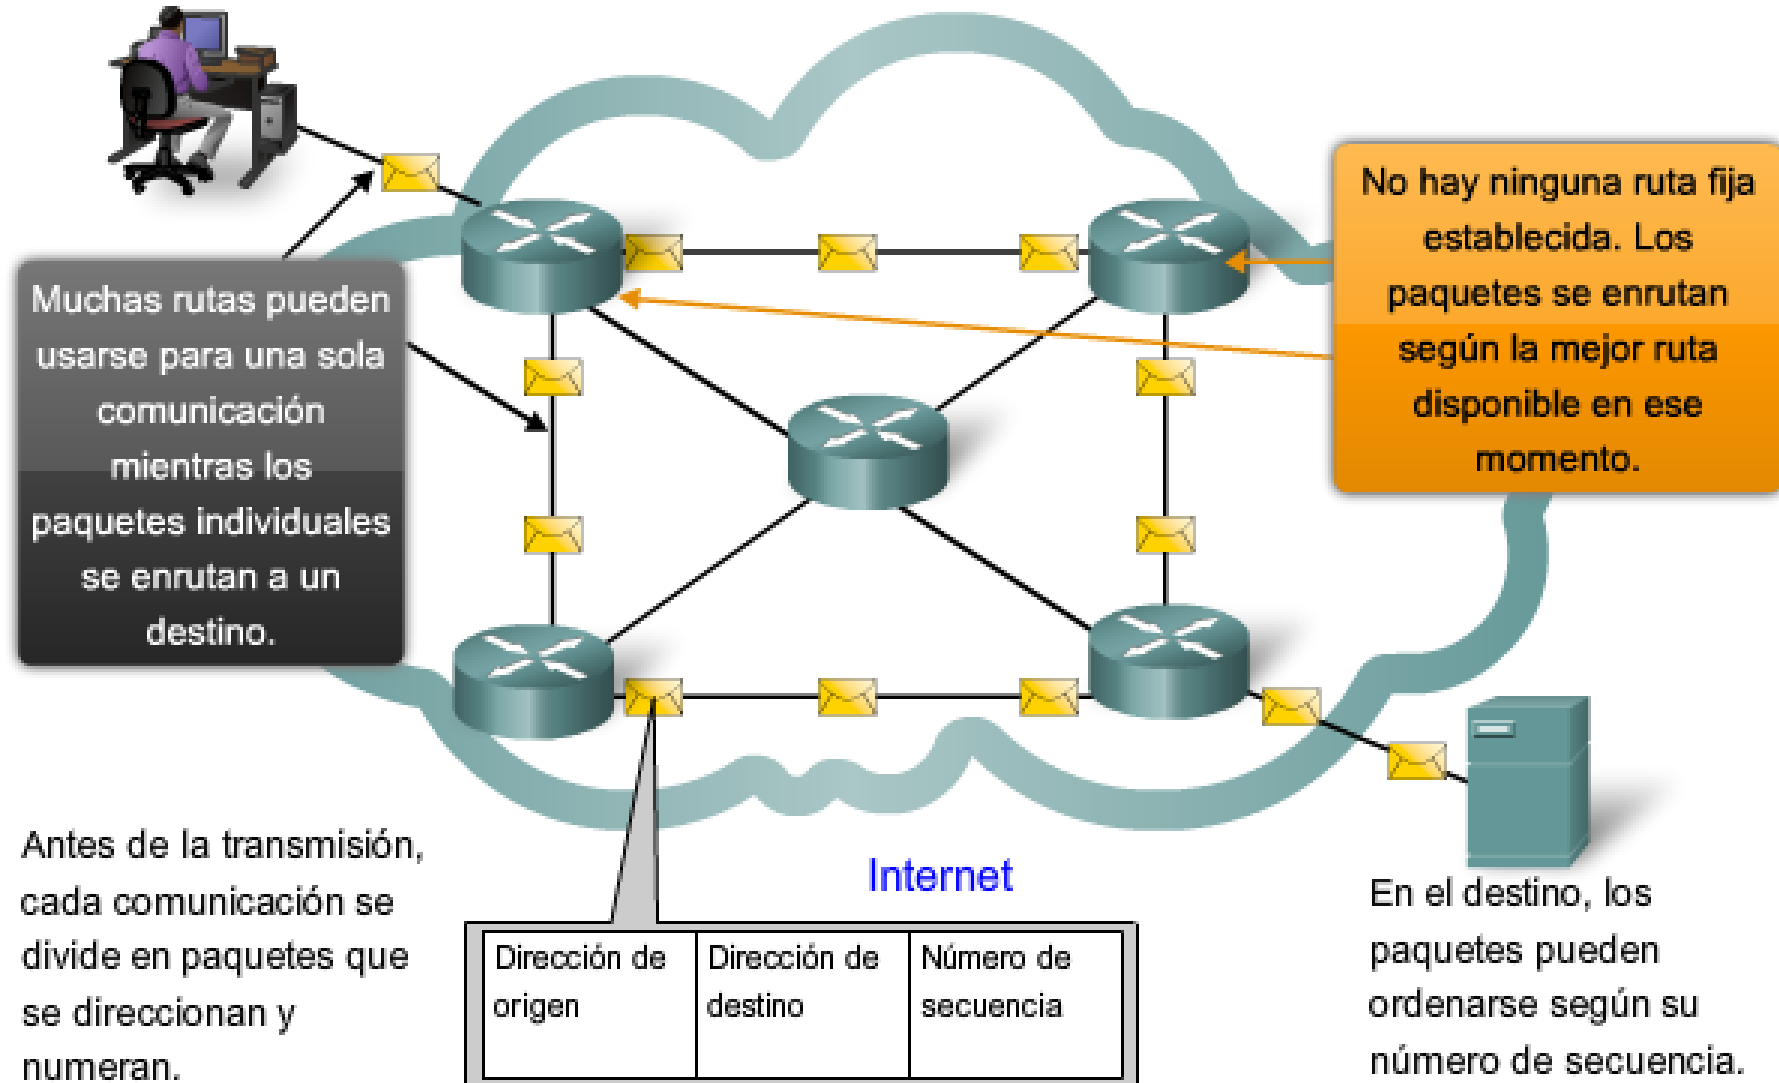 Muchas rutas pueden
usarse para una sola
comunicación
mientras los
paquetes individuales
se enrutan a un
destino.
No hay ninguna ruta fija
establecida. Los
paquetes se enrutan
según la mejor ruta
disponible en ese
momento.
Antes de la transmisión,
cada comunicación se
divide en paquetes que
se direccionan y
numeran.
Internet
Dirección de
origen
Dirección de
destino
Número de
secuencia
En el destino, los
paquetes pueden
ordenarse según su
número de secuencia.